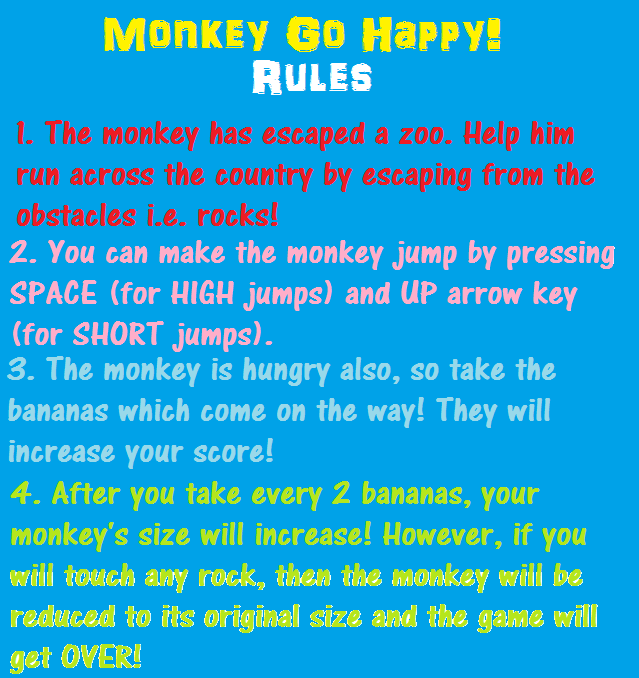 Monkey Go Happy!
Rules
1. The monkey has escaped a zoo. Help him
run across the country by escaping from the
obstacles i.e. rocks!
2. You can make the monkey jump by pressing
SPACE (for HIGH jumps) and UP arrow key
(for SHORT jumps).
3. The monkey is hungry also, so take the
bananas which come on the way! They will
increase your score!
4. After you take every 2 bananas, your
monkey's size will increase! However, if you
will touch any rock, then the monkey will be
reduced to its original size and the game will
get OVER!